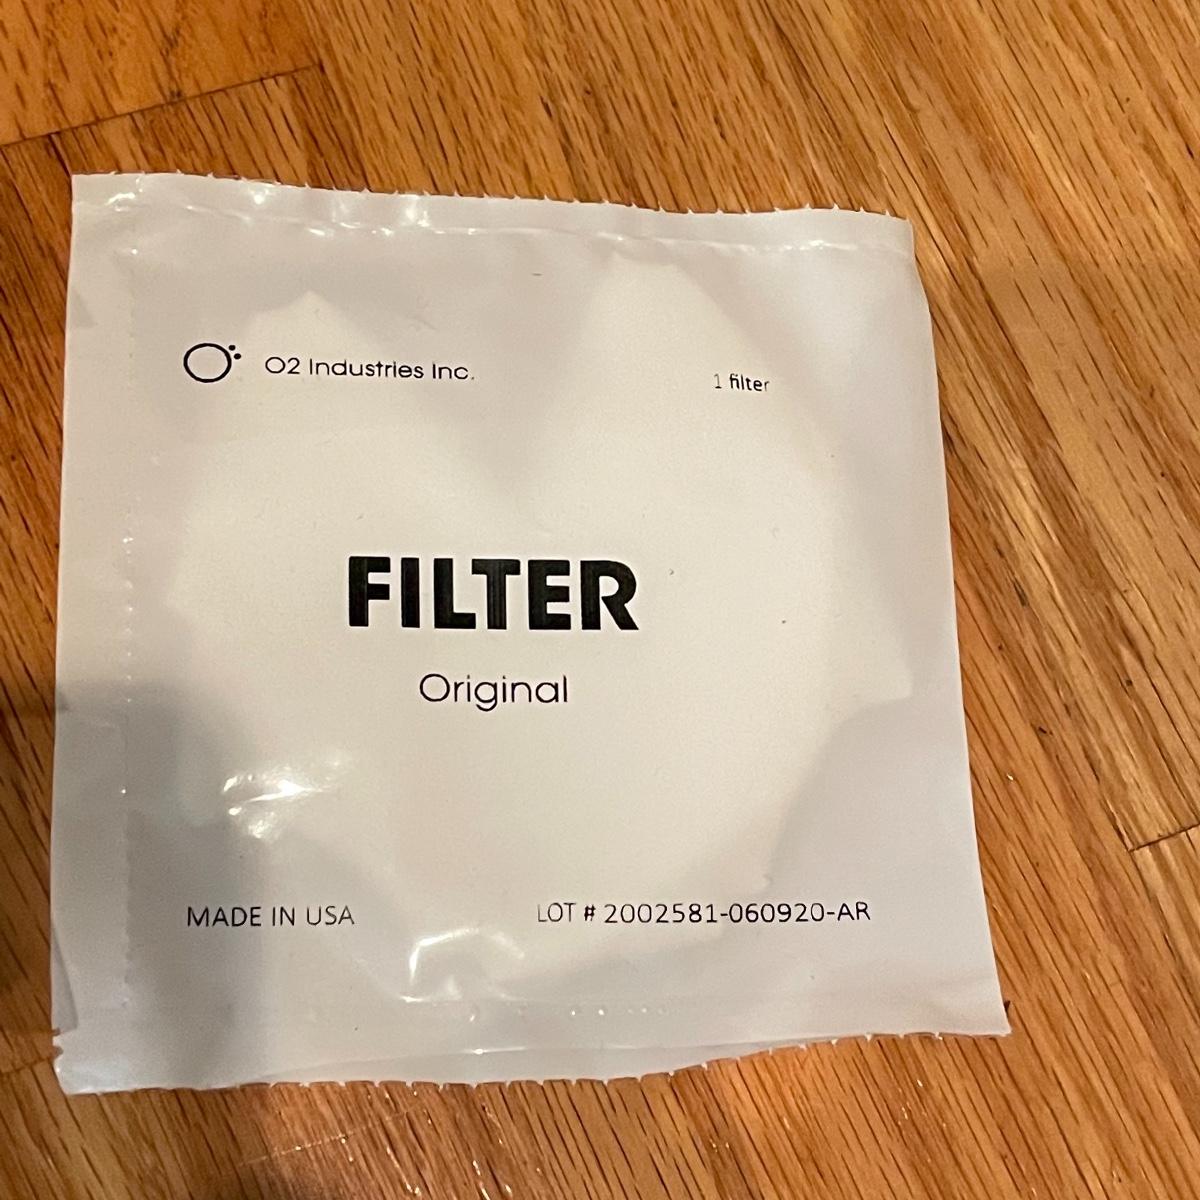 O2 Industries Inc.
1 filter
FILTER
Original
MADE IN USA
LOT # 2002581-060920-AR